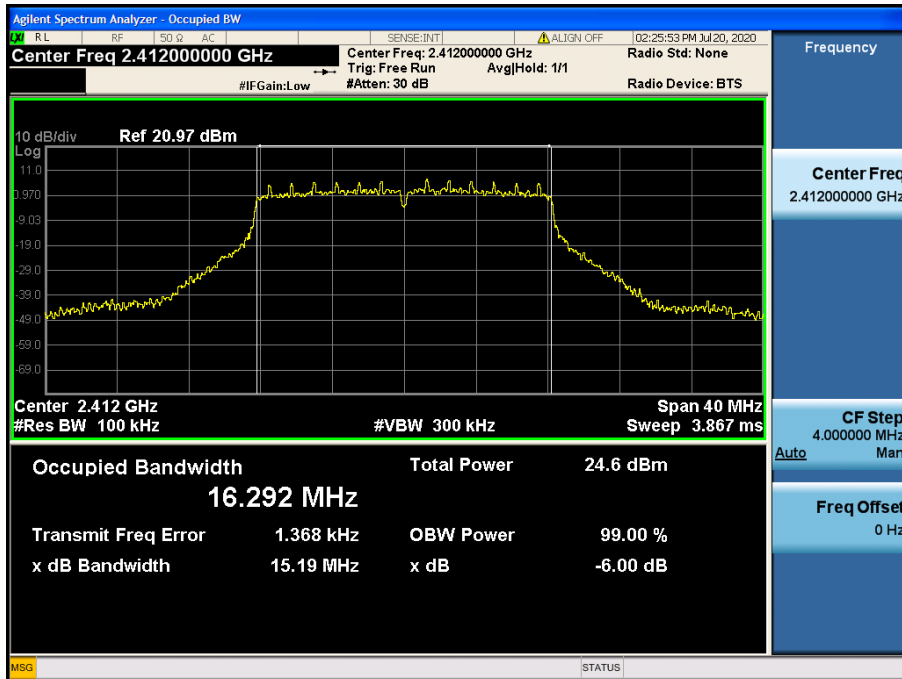 Agilent Spectrum Analyzer - Occupied BW
LXI RL RF 50 Ω AC SENSE:INT ALIGN OFF 02:25:53 PM Jul 20, 2020
Center Freq 2.412000000 GHz
Center Freq: 2.412000000 GHz
Radio Std: None
Trig: Free Run Avg|Hold: 1/1
#IFGain:Low
#Atten: 30 dB
Radio Device: BTS
Frequency
10 dB/div Ref 20.97 dBm
Log
11.0
0.970
-9.03
-19.0
-29.0
-39.0
-49.0
-59.0
-69.0
Center Freq
2.412000000 GHz
Center 2.412 GHz Span 40 MHz
#Res BW 100 kHz #VBW 300 kHz Sweep 3.867 ms
CF Step
4.000000 MHz
Auto Man
Freq Offset
0 Hz
Occupied Bandwidth Total Power 24.6 dBm
16.292 MHz
Transmit Freq Error 1.368 kHz OBW Power 99.00 %
x dB Bandwidth 15.19 MHz x dB -6.00 dB
MSG STATUS